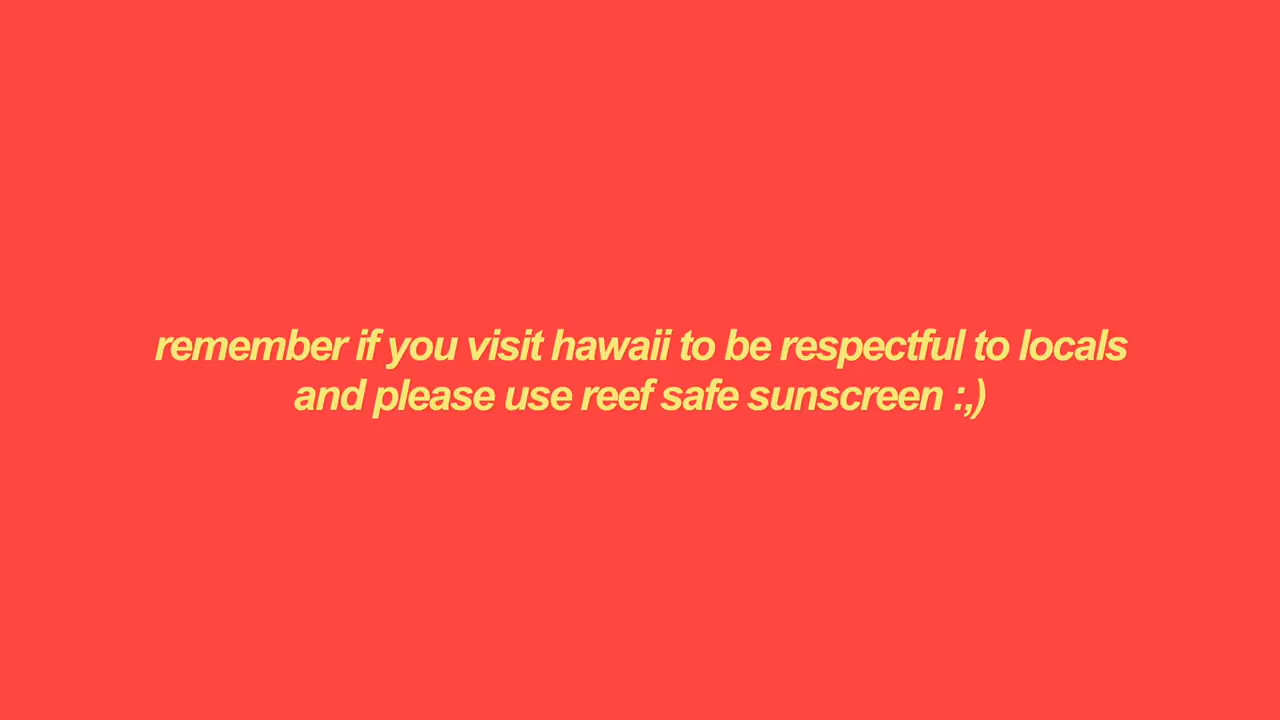 remember if you visit hawaii to be respectful to locals
and please use reef safe sunscreen :,)